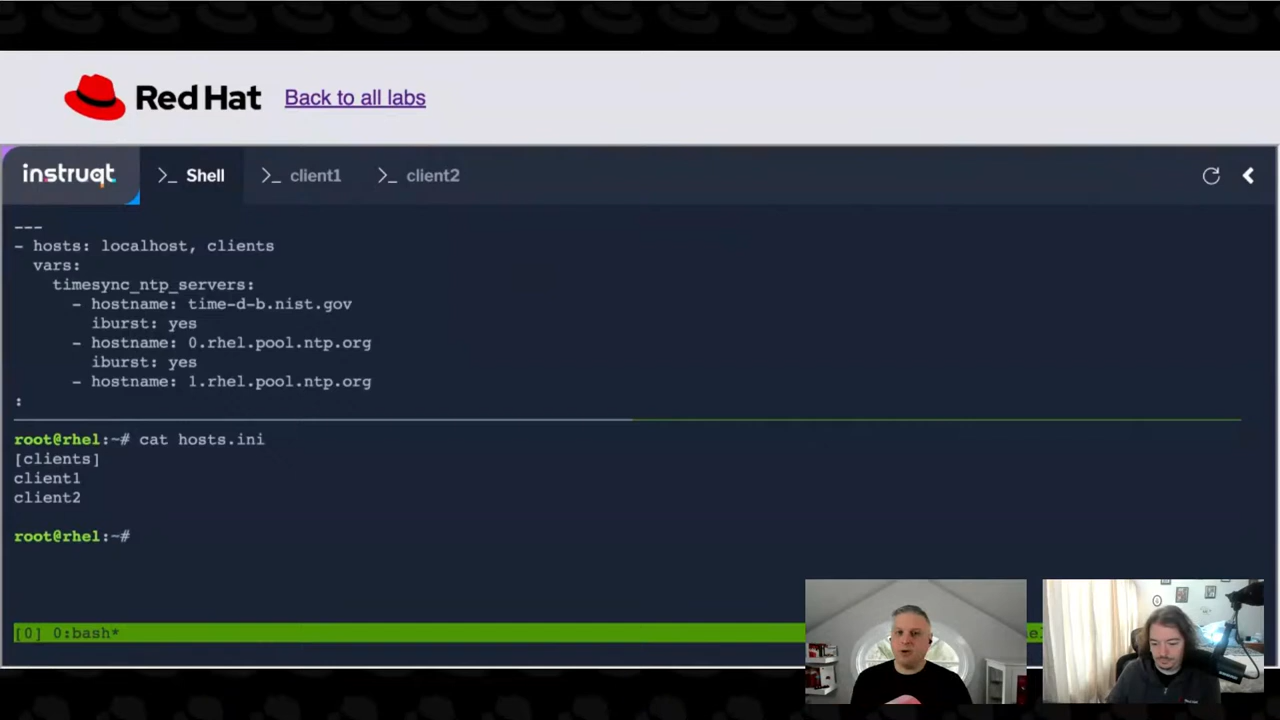 Red Hat Back to all labs
instruqt >_ Shell >_ client1 >_ client2
---
- hosts: localhost, clients
vars:
timesync_ntp_servers:
- hostname: time-d-b.nist.gov
iburst: yes
- hostname: 0.rhel.pool.ntp.org
iburst: yes
- hostname: 1.rhel.pool.ntp.org
:
root@rhel:~# cat hosts.ini
[clients]
client1
client2
root@rhel:~#
[0] 0:bash*